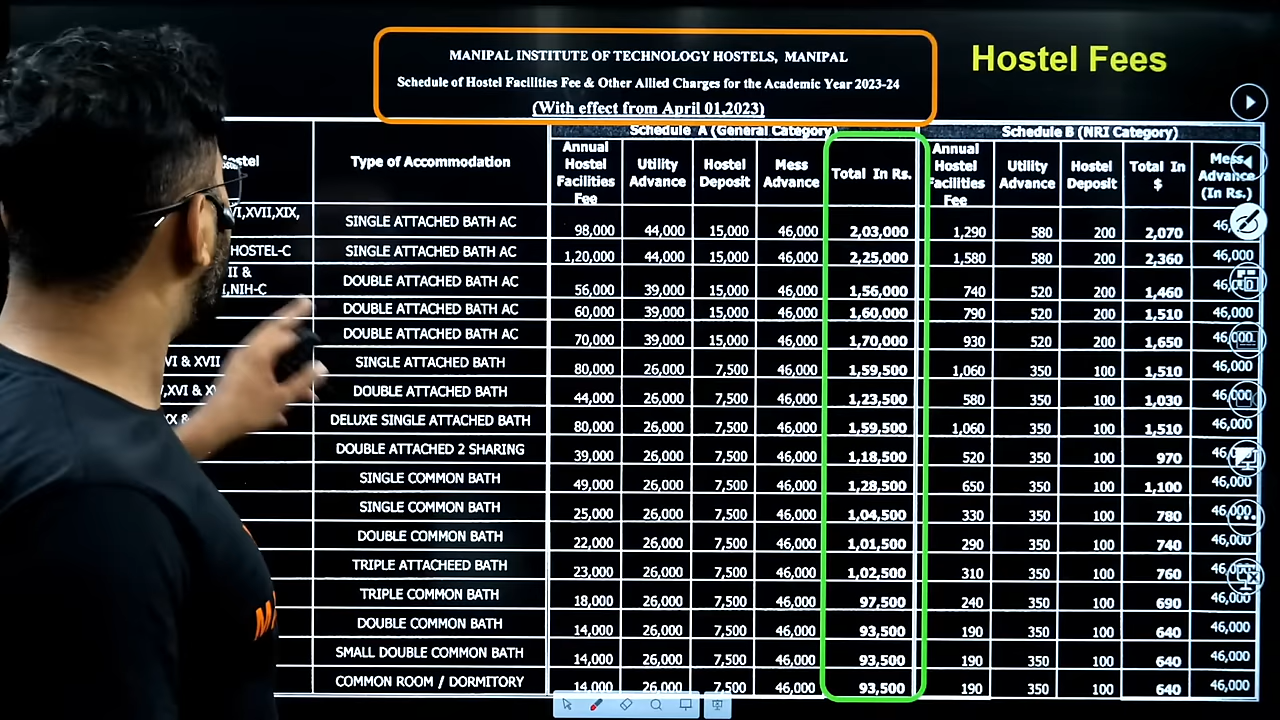 MANIPAL INSTITUTE OF TECHNOLOGY HOSTELS, MANIPAL
Schedule of Hostel Facilities Fee & Other Allied Charges for the Academic Year 2023-24
(With effect from April 01,2023)
Hostel Fees
Schedule A (General Category) Schedule B (NRI Category)
Type of Accommodation Annual Hostel Facilities Fee Utility Advance Hostel Deposit Mess Advance Total In Rs. Annual Hostel Facilities Fee Utility Advance Hostel Deposit Total In $ Mess Advance (In Rs.)
VI,XVII,XIX, SINGLE ATTACHED BATH AC 98,000 44,000 15,000 46,000 2,03,000 1,290 580 200 2,070
HOSTEL-C SINGLE ATTACHED BATH AC 1,20,000 44,000 15,000 46,000 2,25,000 1,580 580 200 2,360 46,000
II &
I,NIH-C DOUBLE ATTACHED BATH AC 56,000 39,000 15,000 46,000 1,56,000 740 520 200 1,460
DOUBLE ATTACHED BATH AC 60,000 39,000 15,000 46,000 1,60,000 790 520 200 1,510 46,000
DOUBLE ATTACHED BATH AC 70,000 39,000 15,000 46,000 1,70,000 930 520 200 1,650 46,000
VI & XVII SINGLE ATTACHED BATH 80,000 26,000 7,500 46,000 1,59,500 1,060 350 100 1,510 46,000
,XVI & DOUBLE ATTACHED BATH 44,000 26,000 7,500 46,000 1,23,500 580 350 100 1,030 46,000
XX & DELUXE SINGLE ATTACHED BATH 80,000 26,000 7,500 46,000 1,59,500 1,060 350 100 1,510 46,000
DOUBLE ATTACHED 2 SHARING 39,000 26,000 7,500 46,000 1,18,500 520 350 100 970
SINGLE COMMON BATH 49,000 26,000 7,500 46,000 1,28,500 650 350 100 1,100 46,000
SINGLE COMMON BATH 25,000 26,000 7,500 46,000 1,04,500 330 350 100 780
DOUBLE COMMON BATH 22,000 26,000 7,500 46,000 1,01,500 290 350 100 740 46,000
TRIPLE ATTACHEED BATH 23,000 26,000 7,500 46,000 1,02,500 310 350 100 760
TRIPLE COMMON BATH 18,000 26,000 7,500 46,000 97,500 240 350 100 690 46,000
DOUBLE COMMON BATH 14,000 26,000 7,500 46,000 93,500 190 350 100 640 46,000
SMALL DOUBLE COMMON BATH 14,000 26,000 7,500 46,000 93,500 190 350 100 640 46,000
COMMON ROOM / DORMITORY 14,000 26,000 7,500 46,000 93,500 190 350 100 640 46,000